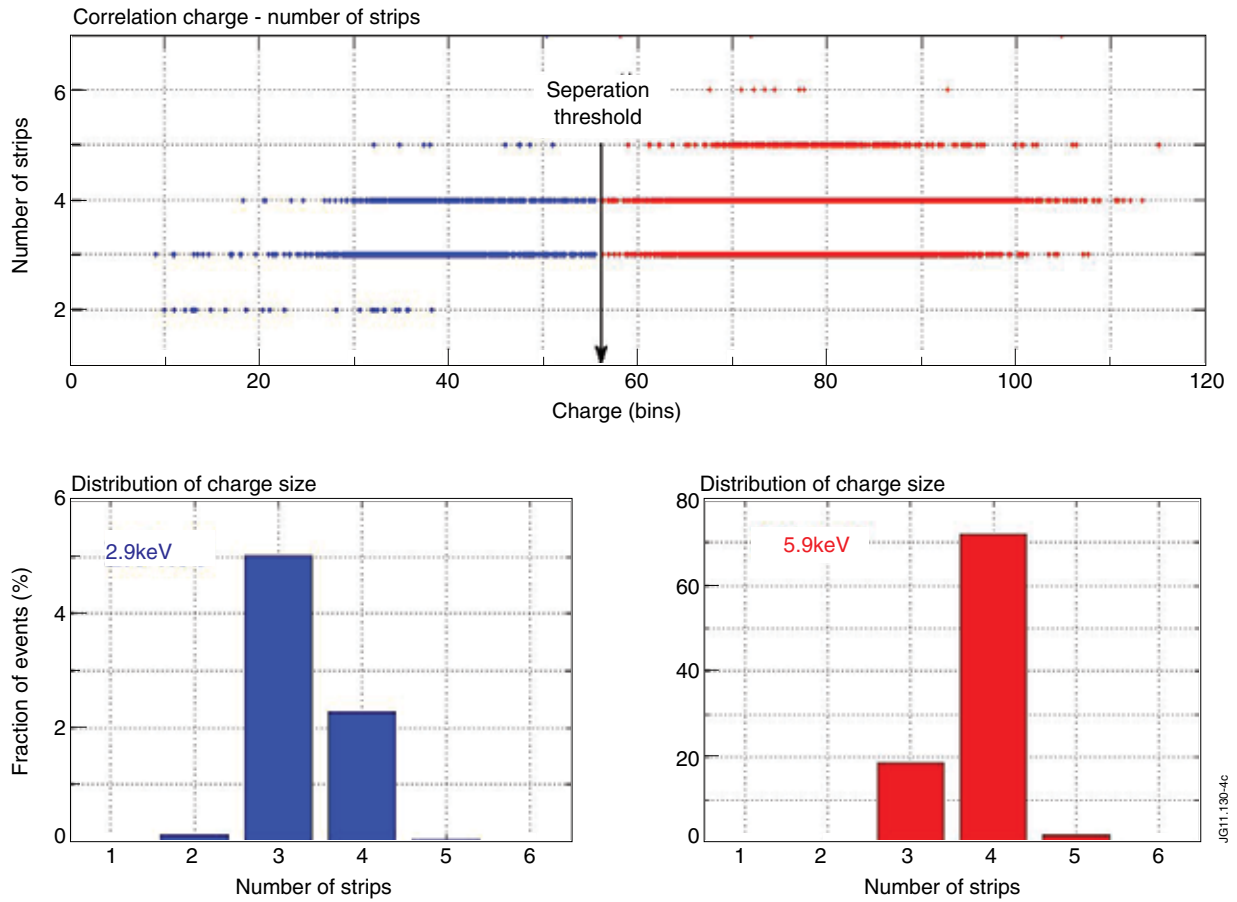 Correlation charge - number of strips
Number of strips
6
5
4
3
2
Seperation
threshold
0 20 40 60 80 100 120
Charge (bins)
Distribution of charge size
Fraction of events (%)
6
4
2
0
2.9keV
1 2 3 4 5 6
Number of strips
Distribution of charge size
80
60
40
20
0
5.9keV
1 2 3 4 5 6
Number of strips
JG11.130-4c